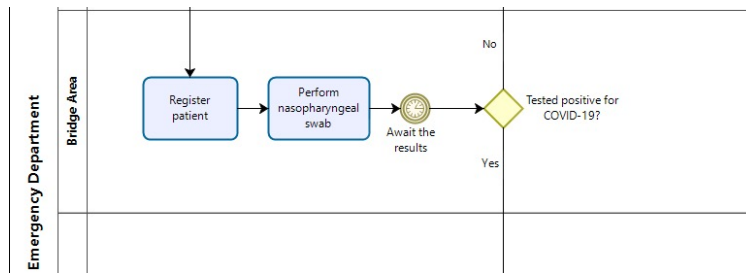 Emergency Department
Bridge Area
Register
patient
Perform
nasopharyngeal
swab
Await the
results
No
Tested positive for
COVID-19?
Yes